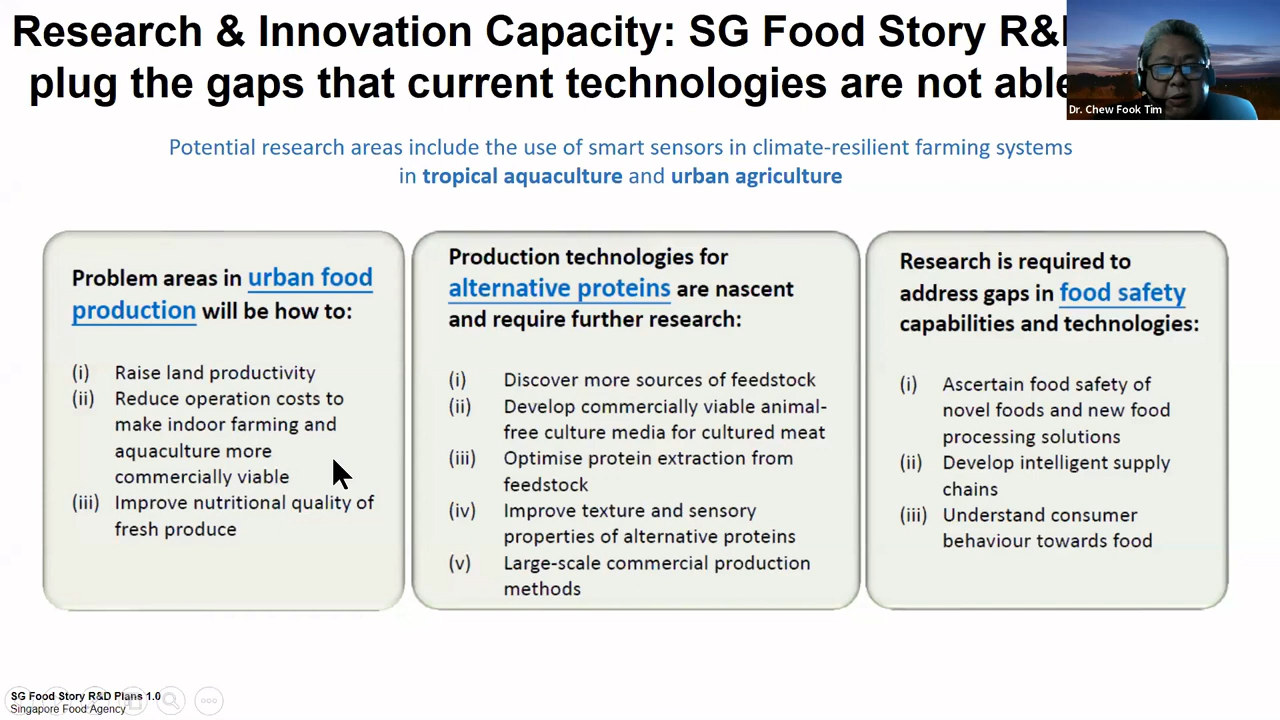 Research & Innovation Capacity: SG Food Story R&
plug the gaps that current technologies are not able
Dr. Chew Fook Tim
Potential research areas include the use of smart sensors in climate-resilient farming systems
in tropical aquaculture and urban agriculture
Problem areas in urban food
production will be how to:
(i) Raise land productivity
(ii) Reduce operation costs to
make indoor farming and
aquaculture more
commercially viable
(iii) Improve nutritional quality of
fresh produce
Production technologies for
alternative proteins are nascent
and require further research:
(i) Discover more sources of feedstock
(ii) Develop commercially viable animal-
free culture media for cultured meat
(iii) Optimise protein extraction from
feedstock
(iv) Improve texture and sensory
properties of alternative proteins
(v) Large-scale commercial production
methods
Research is required to
address gaps in food safety
capabilities and technologies:
(i) Ascertain food safety of
novel foods and new food
processing solutions
(ii) Develop intelligent supply
chains
(iii) Understand consumer
behaviour towards food
SG Food Story R&D Plans 1.0
Singapore Food Agency